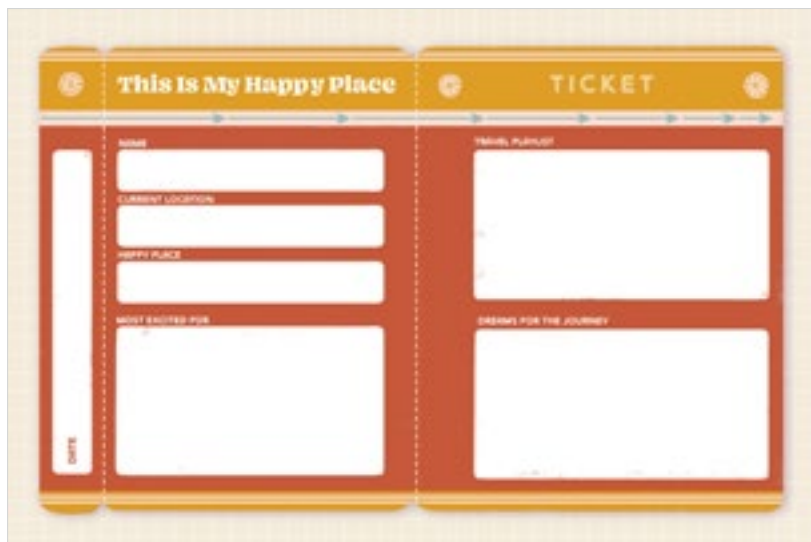 This Is My Happy Place
TICKET
NAME
CURRENT LOCATION
HAPPY PLACE
MOST EXCITED FOR
DATE
TRAVEL PLAYLIST
DREAMS FOR THE JOURNEY